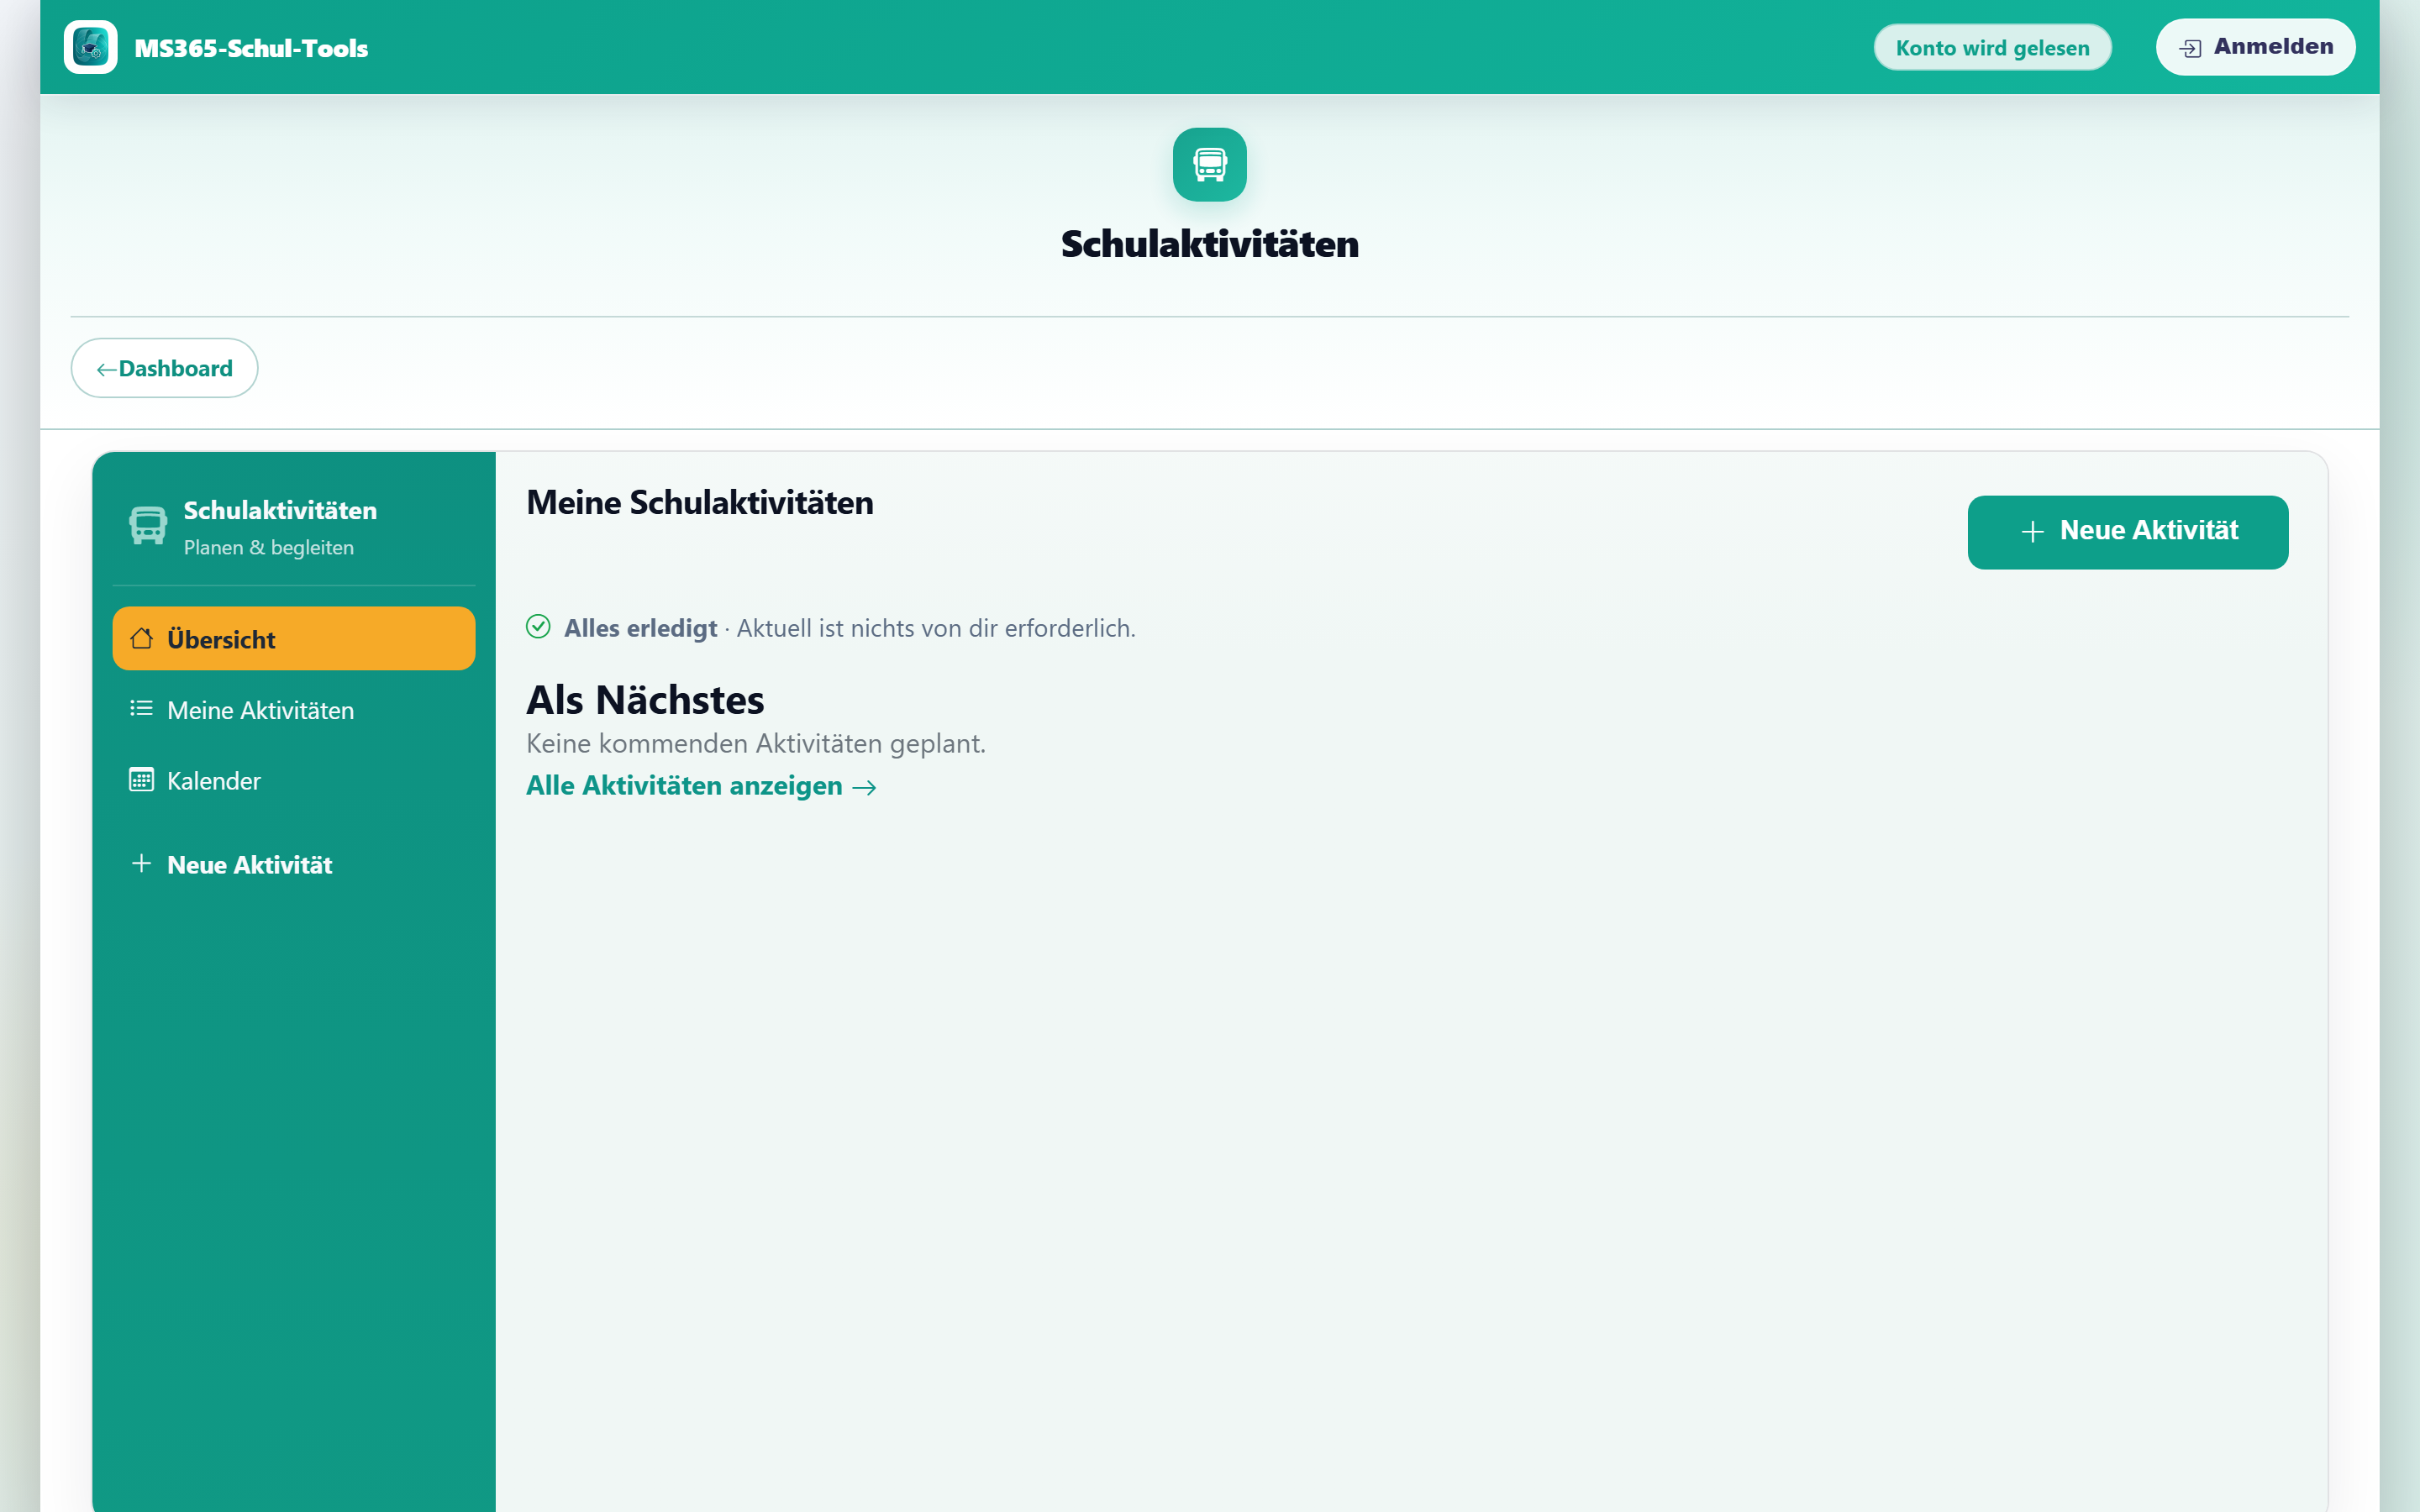 MS365-Schul-Tools
Konto wird gelesen
Anmelden
Schulaktivitäten
←Dashboard
Schulaktivitäten
Planen & begleiten
Übersicht
Meine Aktivitäten
Kalender
Neue Aktivität
Meine Schulaktivitäten
Neue Aktivität
Alles erledigt · Aktuell ist nichts von dir erforderlich.
Als Nächstes
Keine kommenden Aktivitäten geplant.
Alle Aktivitäten anzeigen →